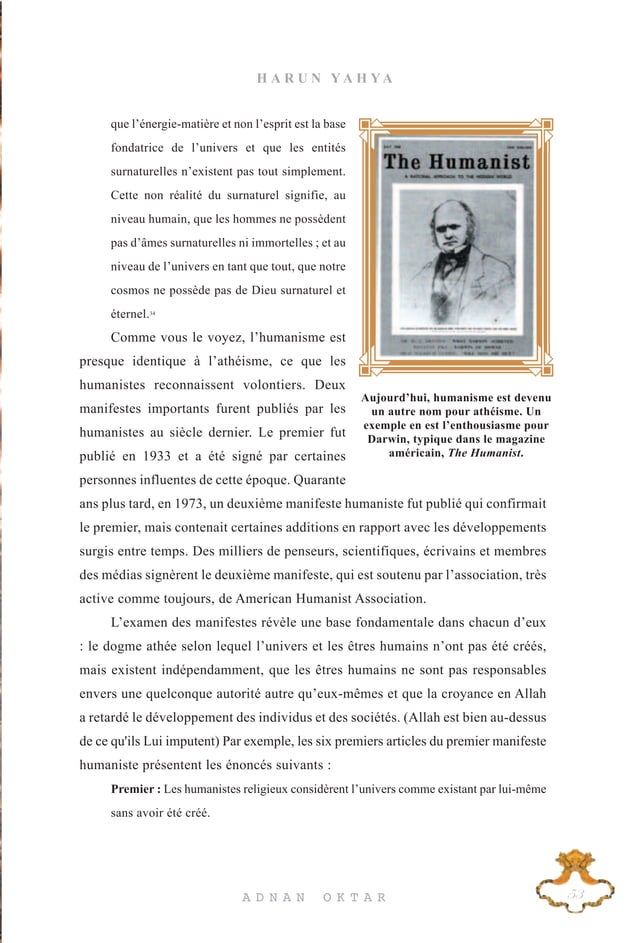 HARUN YAHYA
que l’énergie-matière et non l’esprit est la base
fondatrice de l’univers et que les entités
surnaturelles n’existent pas tout simplement.
Cette non réalité du surnaturel signifie, au
niveau humain, que les hommes ne possèdent
pas d’âmes surnaturelles ni immortelles ; et au
niveau de l’univers en tant que tout, que notre
cosmos ne possède pas de Dieu surnaturel et
éternel.34
Comme vous le voyez, l’humanisme est
presque identique à l’athéisme, ce que les
humanistes reconnaissent volontiers. Deux
manifestes importants furent publiés par les
humanistes au siècle dernier. Le premier fut
publié en 1933 et a été signé par certaines
personnes influentes de cette époque. Quarante
The Humanist
A RATIONAL APPROACH TO THE MODERN WORLD
Aujourd’hui, humanisme est devenu
un autre nom pour athéisme. Un
exemple en est l’enthousiasme pour
Darwin, typique dans le magazine
américain, The Humanist.
ans plus tard, en 1973, un deuxième manifeste humaniste fut publié qui confirmait
le premier, mais contenait certaines additions en rapport avec les développements
surgis entre temps. Des milliers de penseurs, scientifiques, écrivains et membres
des médias signèrent le deuxième manifeste, qui est soutenu par l’association, très
active comme toujours, de American Humanist Association.
L’examen des manifestes révèle une base fondamentale dans chacun d’eux
: le dogme athée selon lequel l’univers et les êtres humains n’ont pas été créés,
mais existent indépendamment, que les êtres humains ne sont pas responsables
envers une quelconque autorité autre qu’eux-mêmes et que la croyance en Allah
a retardé le développement des individus et des sociétés. (Allah est bien au-dessus
de ce qu'ils Lui imputent) Par exemple, les six premiers articles du premier manifeste
humaniste présentent les énoncés suivants :
Premier : Les humanistes religieux considèrent l’univers comme existant par lui-même
sans avoir été créé.
53
ADNAN OKTAR